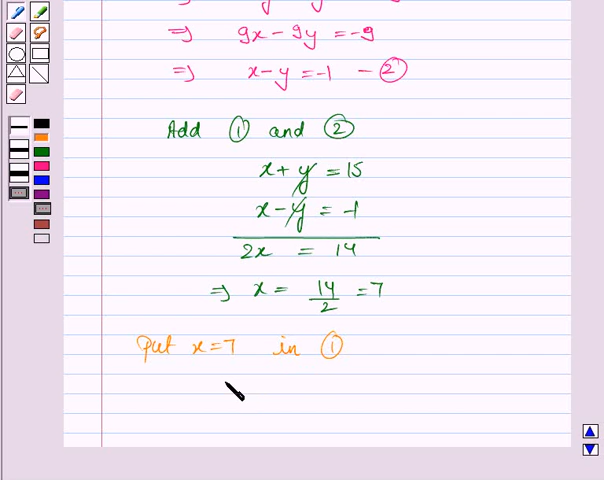 ⇒ 9x - 9y = -9
⇒ x - y = -1 - ②
Add ① and ②
x + y = 15
x - y = -1
2x = 14
⇒ x = 14/2 = 7
Put x = 7 in ①